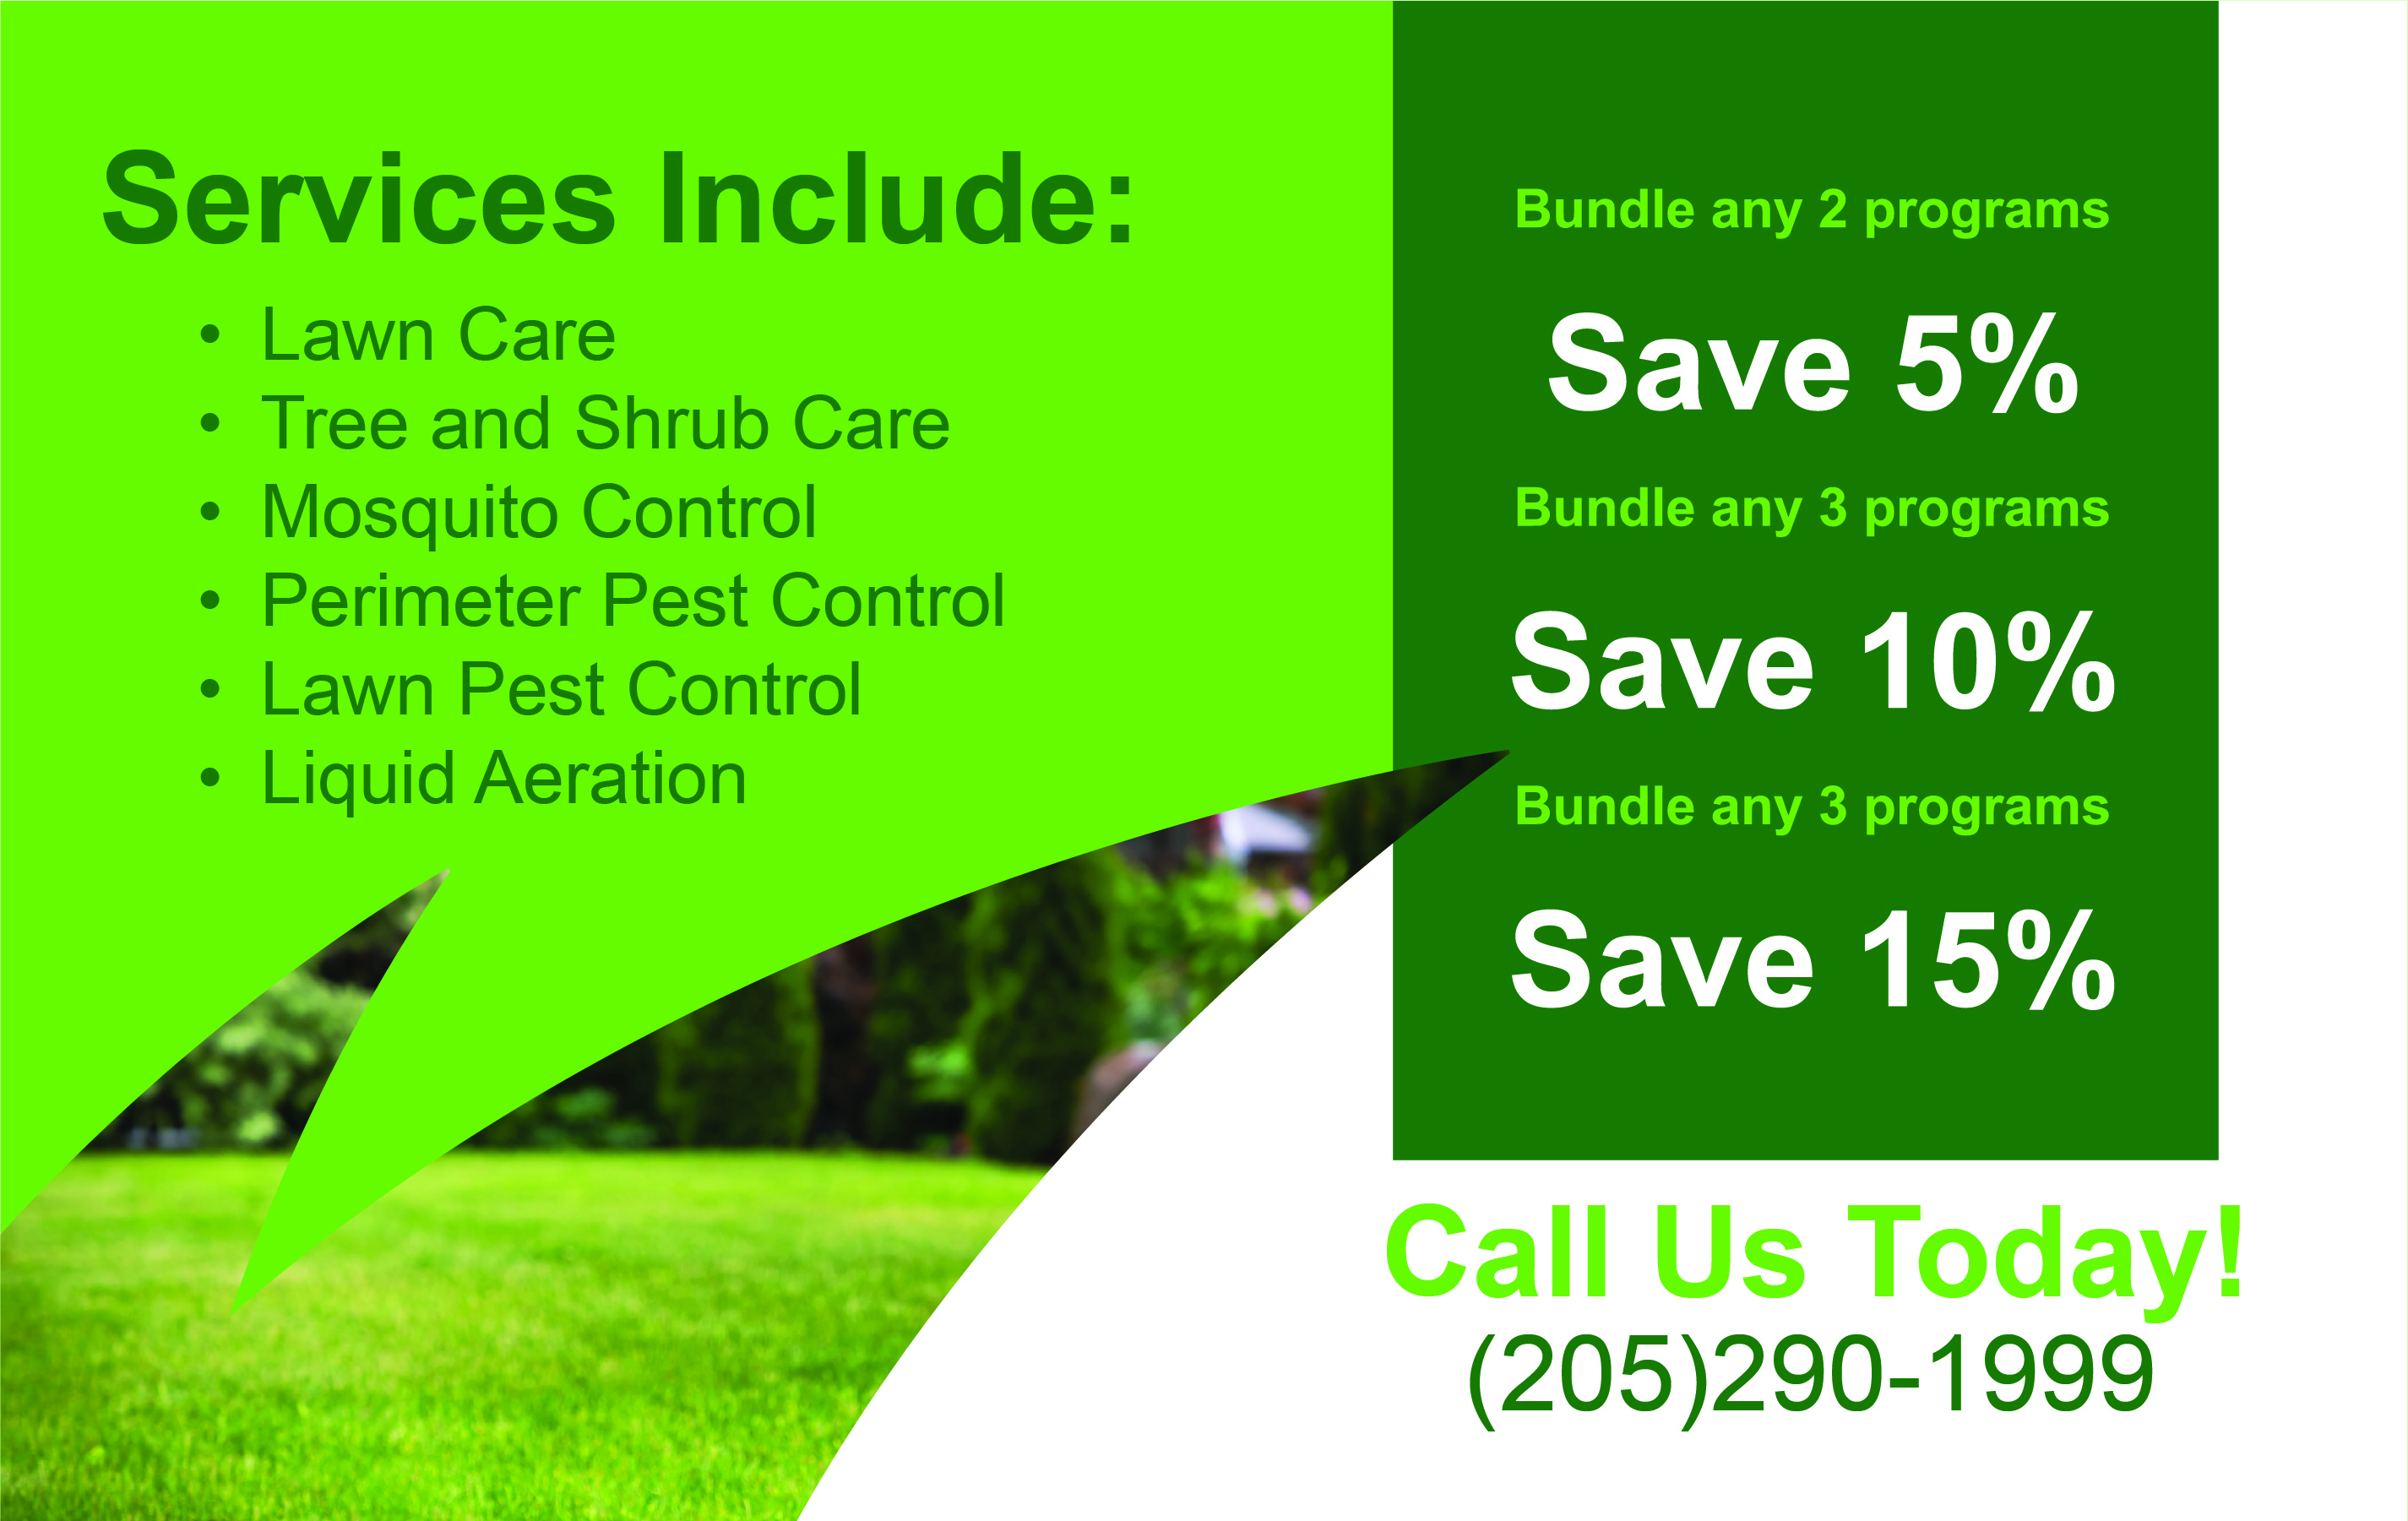 Services Include:
• Lawn Care
• Tree and Shrub Care
• Mosquito Control
• Perimeter Pest Control
• Lawn Pest Control
• Liquid Aeration
Bundle any 2 programs
Save 5%
Bundle any 3 programs
Save 10%
Bundle any 3 programs
Save 15%
Call Us Today!
(205)290-1999